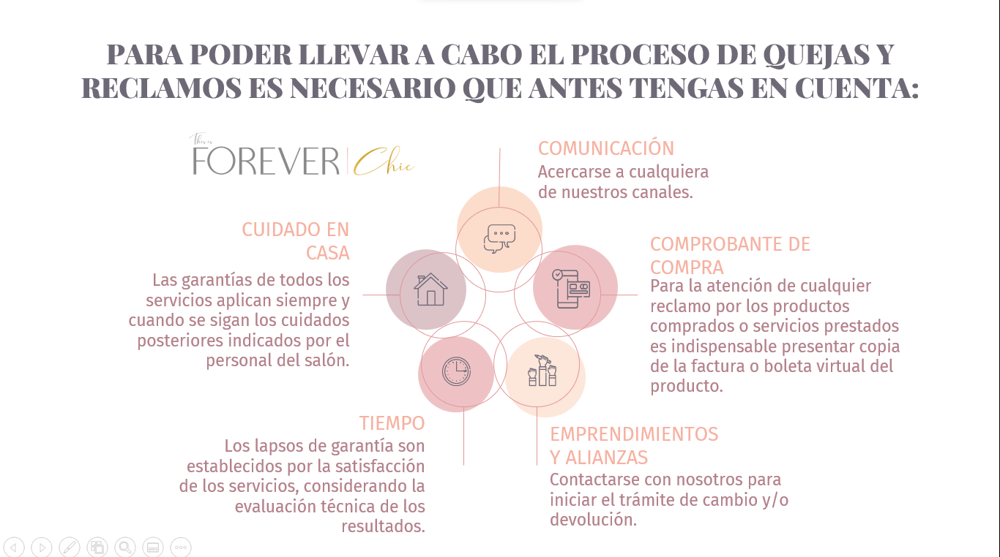 PARA PODER LLEVAR A CABO EL PROCESO DE QUEJAS Y
RECLAMOS ES NECESARIO QUE ANTES TENGAS EN CUENTA:
This is
FOREVER Chic
COMUNICACIÓN
Acercarse a cualquiera
de nuestros canales.
CUIDADO EN
CASA
Las garantías de todos los
servicios aplican siempre y
cuando se sigan los cuidados
posteriores indicados por el
personal del salón.
COMPROBANTE DE
COMPRA
Para la atención de cualquier
reclamo por los productos
comprados o servicios prestados
es indispensable presentar copia
de la factura o boleta virtual del
producto.
TIEMPO
Los lapsos de garantía son
establecidos por la satisfacción
de los servicios, considerando la
evaluación técnica de los
resultados.
EMPRENDIMIENTOS
Y ALIANZAS
Contactarse con nosotros para
iniciar el trámite de cambio y/o
devolución.